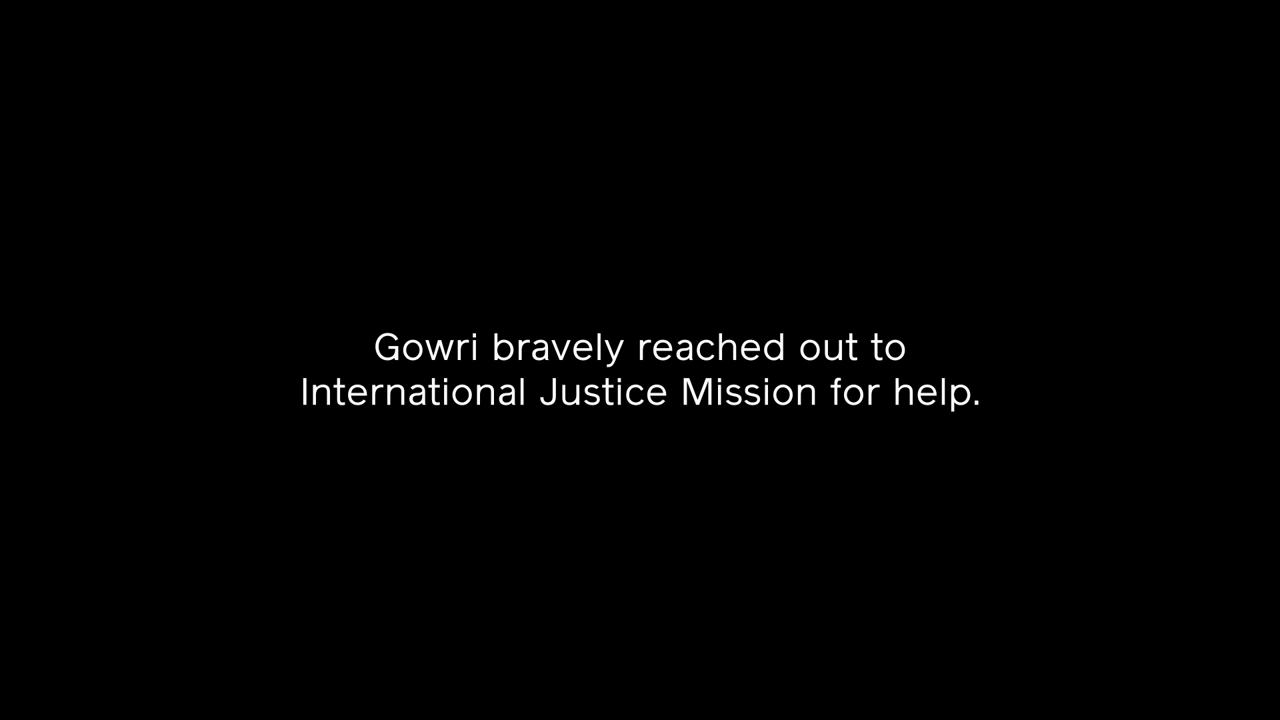 Gowri bravely reached out to
International Justice Mission for help.